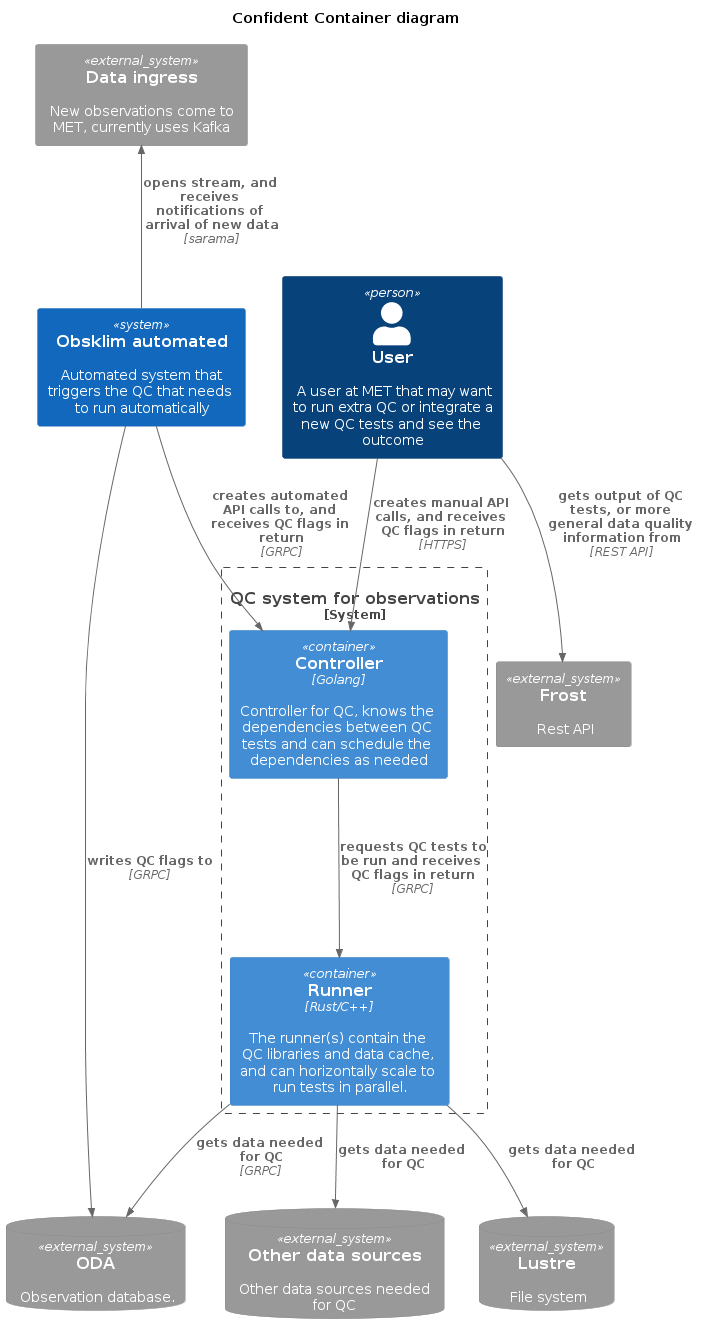 Confident Container diagram
«external_system»
Data ingress
New observations come to
MET, currently uses Kafka
opens stream, and
receives
notifications of
arrival of new data
[sarama]
«system»
Obsklim automated
Automated system that
triggers the QC that needs
to run automatically
«person»
User
A user at MET that may want
to run extra QC or integrate a
new QC tests and see the
outcome
creates automated
API calls to, and
receives QC flags in
return
[GRPC]
creates manual API
calls, and receives
QC flags in return
[HTTPS]
gets output of QC
tests, or more
general data quality
information from
[REST API]
QC system for observations
[System]
«container»
Controller
[Golang]
Controller for QC, knows the
dependencies between QC
tests and can schedule the
dependencies as needed
«external_system»
Frost
Rest API
writes QC flags to
[GRPC]
requests QC tests to
be run and receives
QC flags in return
[GRPC]
«container»
Runner
[Rust/C++]
The runner(s) contain the
QC libraries and data cache,
and can horizontally scale to
run tests in parallel.
gets data needed
for QC
[GRPC]
gets data needed
for QC
gets data needed
for QC
«external_system»
ODA
Observation database.
«external_system»
Other data sources
Other data sources needed
for QC
«external_system»
Lustre
File system